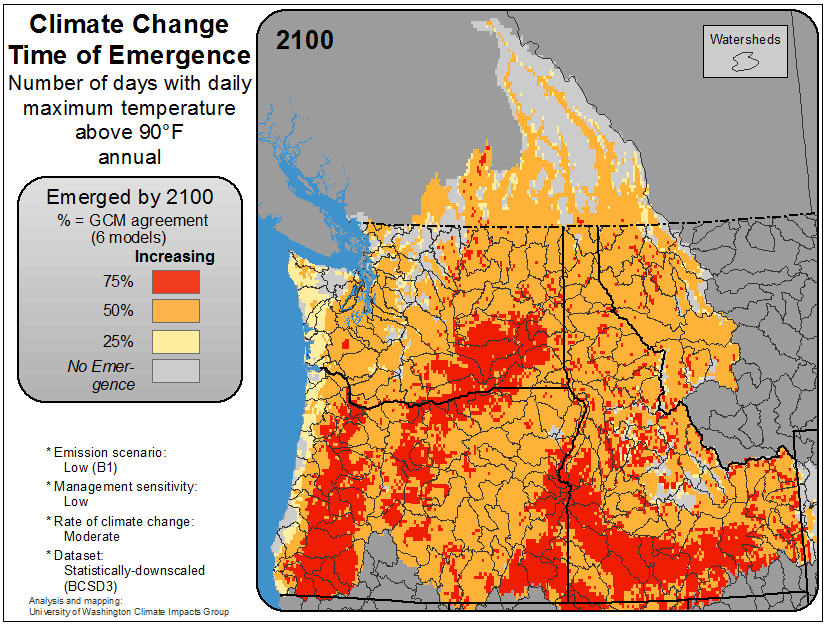 Climate Change
Time of Emergence
Number of days with daily
maximum temperature
above 90°F
annual
2100
Watersheds
Emerged by 2100
% = GCM agreement
(6 models)
Increasing
75%
50%
25%
No Emer-
gence
* Emission scenario:
Low (B1)
* Management sensitivity:
Low
* Rate of climate change:
Moderate
* Dataset:
Statistically-downscaled
(BCSD3)
Analysis and mapping:
University of Washington Climate Impacts Group